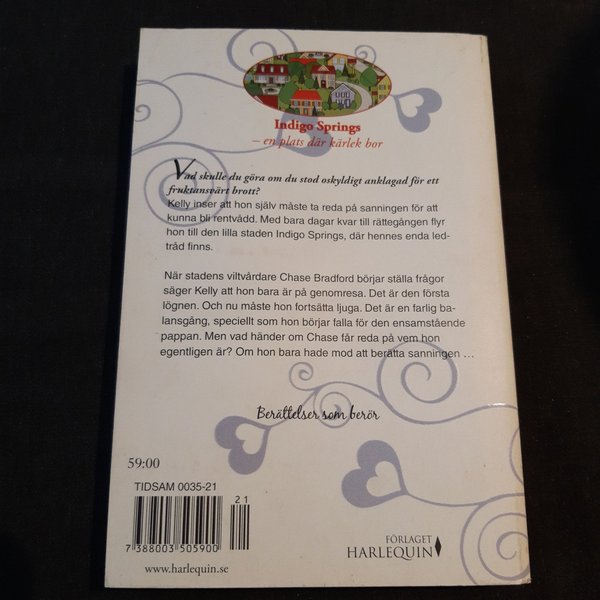 Indigo Springs
– en plats där kärlek bor
Vad skulle du göra om du stod oskyldigt anklagad för ett
fruktansvärt brott?
Kelly inser att hon själv måste ta reda på sanningen för att
kunna bli rentvådd. Med bara dagar kvar till rättegången flyr
hon till den lilla staden Indigo Springs, där hennes enda led-
tråd finns.
När stadens viltvårdare Chase Bradford börjar ställa frågor
säger Kelly att hon bara är på genomresa. Det är den första
lögnen. Och nu måste hon fortsätta ljuga. Det är en farlig ba-
lansgång, speciellt som hon börjar falla för den ensamstående
pappan. Men vad händer om Chase får reda på vem hon
egentligen är? Om hon bara hade mod att berätta sanningen ...
Berättelser som berör
59:00
TIDSAM 0035-21
21
7 388003 505900
www.harlequin.se
FÖRLAGET
HARLEQUIN